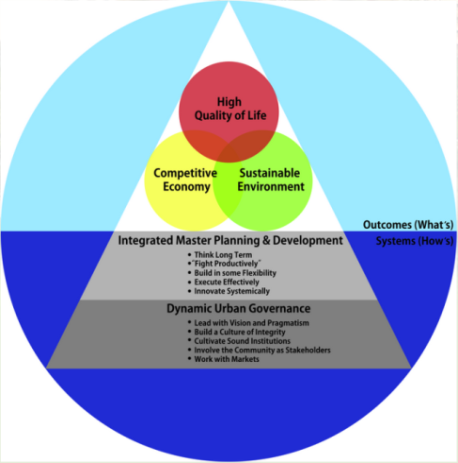 High
Quality of Life
Competitive
Economy
Sustainable
Environment
Outcomes (What's)
Systems (How's)
Integrated Master Planning & Development
• Think Long Term
• "Fight Productively"
• Build in some Flexibility
• Execute Effectively
• Innovate Systemically
Dynamic Urban Governance
• Lead with Vision and Pragmatism
• Build a Culture of Integrity
• Cultivate Sound Institutions
• Involve the Community as Stakeholders
• Work with Markets